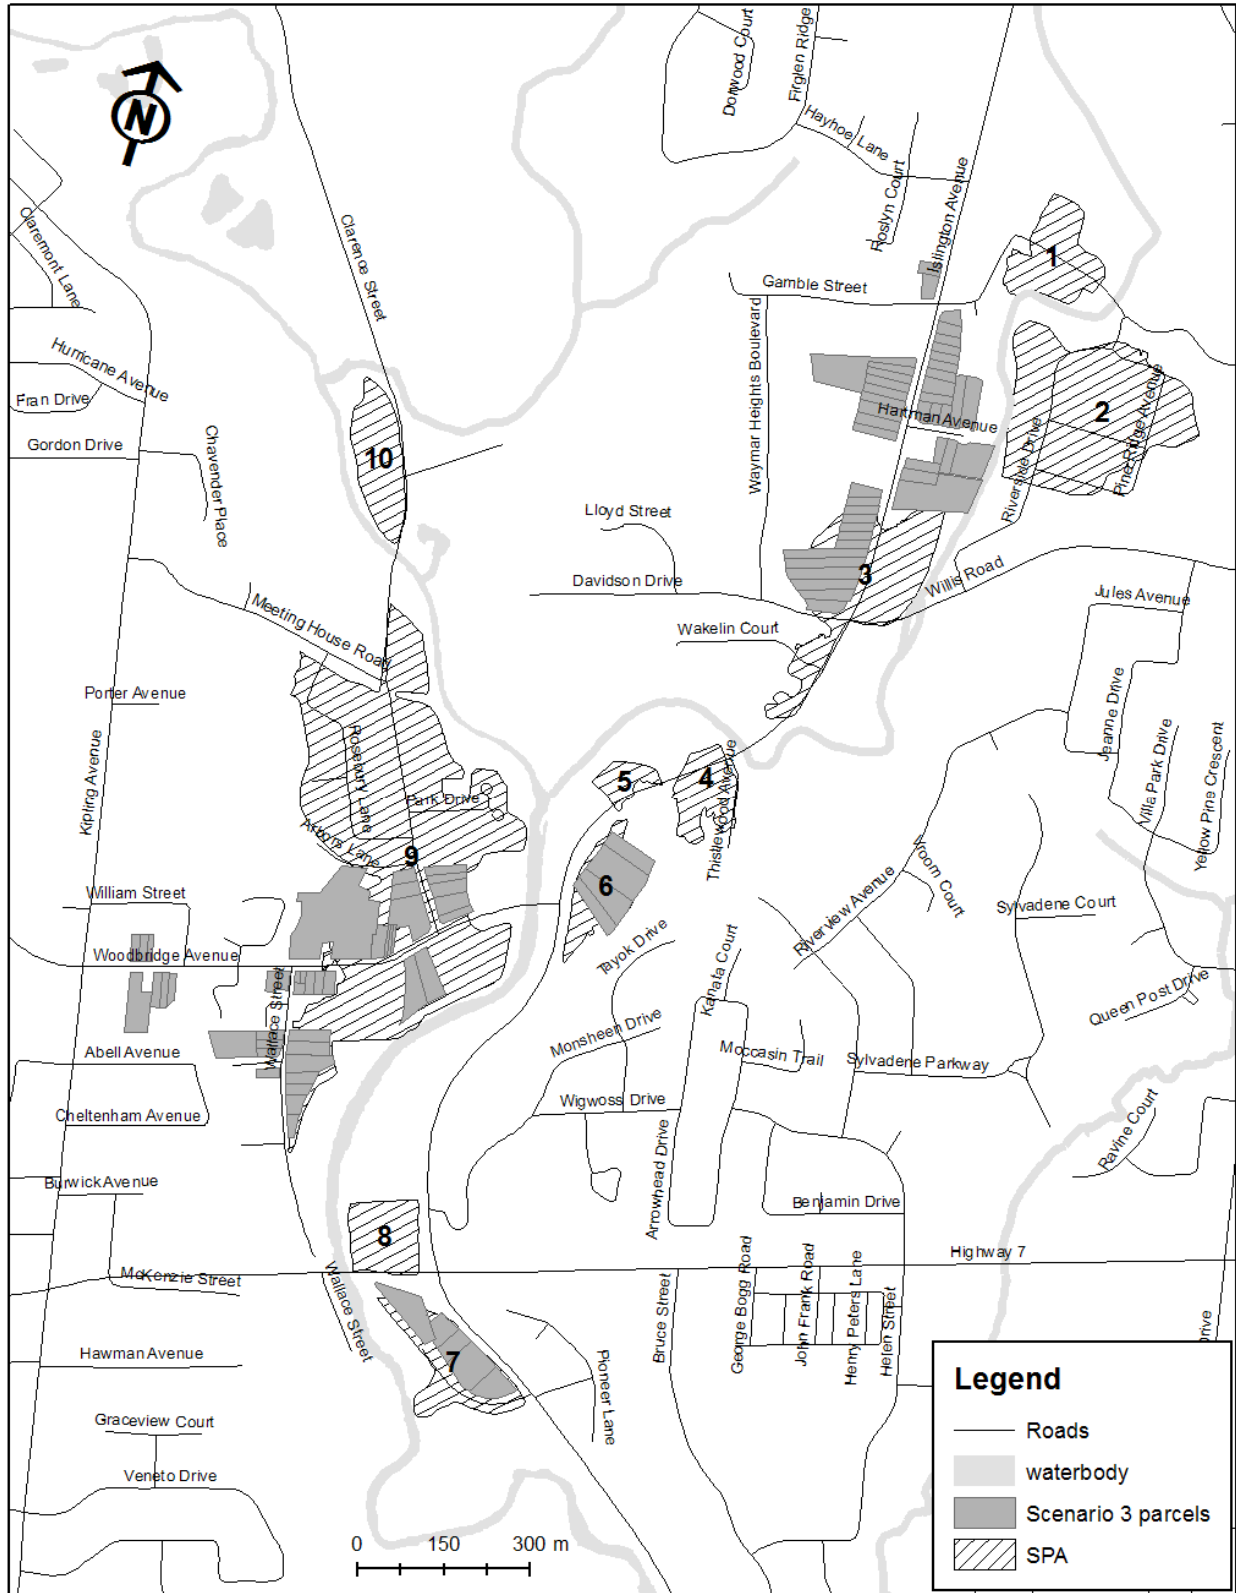 Dorwood Court
Firglen Ridge
Hayhoe Lane
Roslyn Court
Islington Avenue
N
Claremont Lane
Clarence Street
1
Gamble Street
Waymar Heights Boulevard
Hurricane Avenue
Fran Drive
Gordon Drive
Chavender Place
10
Hartman Avenue
2
Riverside Drive
Pine Ridge Avenue
Lloyd Street
Davidson Drive
3
Willis Road
Jules Avenue
Wakelin Court
Meeting House Road
Porter Avenue
Kipling Avenue
Rosebury Lane
Park Drive
Arbors Lane
9
5
4
Thistlewood Avenue
Jeanne Drive
Villa Park Drive
Yellow Pine Crescent
William Street
Woodbridge Avenue
Wallace Street
6
Tayok Drive
Kanata Court
Riverview Avenue
Vroom Court
Sylvadene Court
Queen Post Drive
Abell Avenue
Monsheen Drive
Moccasin Trail
Sylvadene Parkway
Cheltenham Avenue
Wigwoss Drive
Arrowhead Drive
Ravine Court
Burwick Avenue
Benjamin Drive
8
Highway 7
McKenzie Street
Wallace Street
Bruce Street
George Bogg Road
John Frank Road
Henry Peters Lane
Helen Street
Drive
Hawman Avenue
7
Pioneer Lane
Graceview Court
Veneto Drive
0 150 300 m
Legend
Roads
waterbody
Scenario 3 parcels
SPA